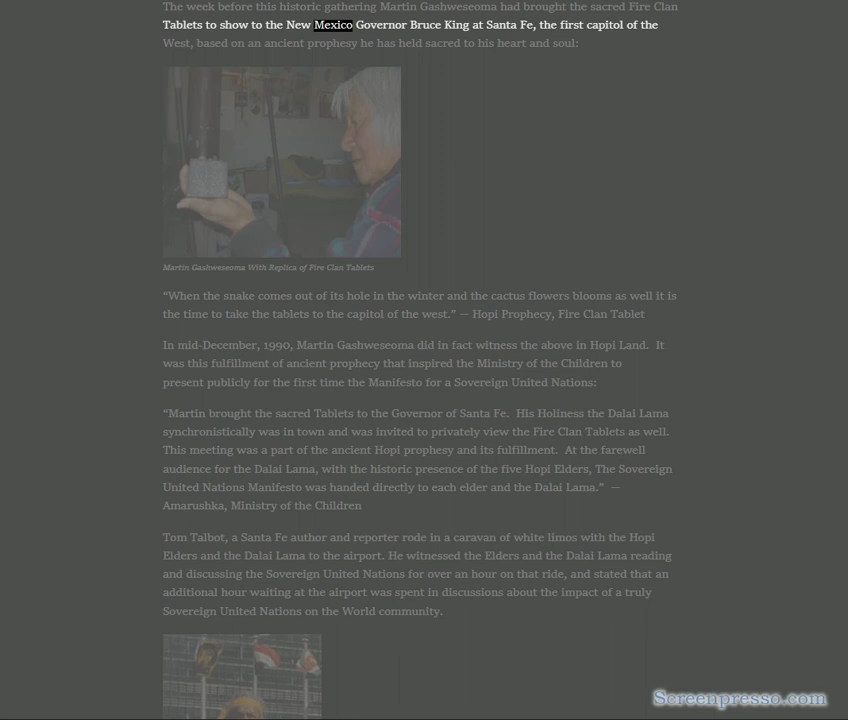 The week before this historic gathering Martin Gashweseoma had brought the sacred Fire Clan
Tablets to show to the New Mexico Governor Bruce King at Santa Fe, the first capitol of the
West, based on an ancient prophesy he has held sacred to his heart and soul:
Martin Gashweseoma With Replica of Fire Clan Tablets
“When the snake comes out of its hole in the winter and the cactus flowers blooms as well it is
the time to take the tablets to the capitol of the west.” — Hopi Prophecy, Fire Clan Tablet
In mid-December, 1990, Martin Gashweseoma did in fact witness the above in Hopi Land. It
was this fulfillment of ancient prophecy that inspired the Ministry of the Children to
present publicly for the first time the Manifesto for a Sovereign United Nations:
“Martin brought the sacred Tablets to the Governor of Santa Fe. His Holiness the Dalai Lama
synchronistically was in town and was invited to privately view the Fire Clan Tablets as well.
This meeting was a part of the ancient Hopi prophesy and its fulfillment. At the farewell
audience for the Dalai Lama, with the historic presence of the five Hopi Elders, The Sovereign
United Nations Manifesto was handed directly to each elder and the Dalai Lama.” —
Amarushka, Ministry of the Children
Tom Talbot, a Santa Fe author and reporter rode in a caravan of white limos with the Hopi
Elders and the Dalai Lama to the airport. He witnessed the Elders and the Dalai Lama reading
and discussing the Sovereign United Nations for over an hour on that ride, and stated that an
additional hour waiting at the airport was spent in discussions about the impact of a truly
Sovereign United Nations on the World community.
Screenpresso.com